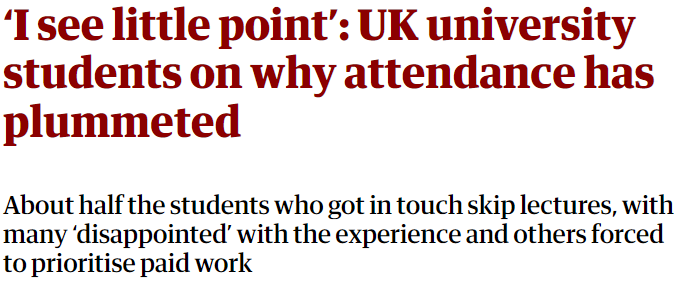 ‘I see little point’: UK university
students on why attendance has
plummeted
About half the students who got in touch skip lectures, with
many ‘disappointed’ with the experience and others forced
to prioritise paid work